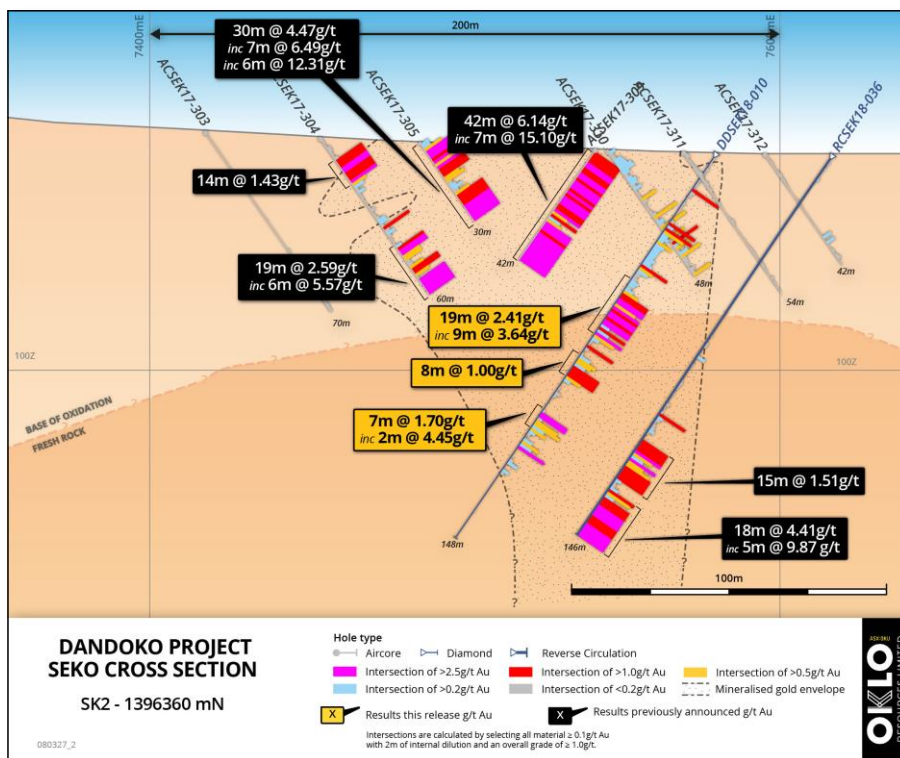 7400mE
200m
7600mE
30m @ 4.47g/t
inc 7m @ 6.49g/t
inc 6m @ 12.31g/t
ACSEK17-303
ACSEK17-304
ACSEK17-305
ACSEK17-311
ACSEK17-312
DDSEK18-010
RCSEK18-036
42m @ 6.14g/t
inc 7m @ 15.10g/t
14m @ 1.43g/t
30m
19m @ 2.59g/t
inc 6m @ 5.57g/t
42m
42m
48m
54m
60m
70m
19m @ 2.41g/t
inc 9m @ 3.64g/t
100Z
100Z
8m @ 1.00g/t
BASE OF OXIDATION
FRESH ROCK
7m @ 1.70g/t
inc 2m @ 4.45g/t
15m @ 1.51g/t
18m @ 4.41g/t
inc 5m @ 9.87 g/t
148m
146m
100m
? ? ? ?
DANDOKO PROJECT
SEKO CROSS SECTION
SK2 - 1396360 mN
080327_2
Hole type
Aircore Diamond Reverse Circulation
Intersection of >2.5g/t Au Intersection of >1.0g/t Au Intersection of >0.5g/t Au
Intersection of >0.2g/t Au Intersection of <0.2g/t Au Mineralised gold envelope
X Results this release g/t Au X Results previously announced g/t Au
Intersections are calculated by selecting all material ≥ 0.1g/t Au
with 2m of internal dilution and an overall grade of ≥ 1.0g/t.
OKLO
RESOURCES LIMITED